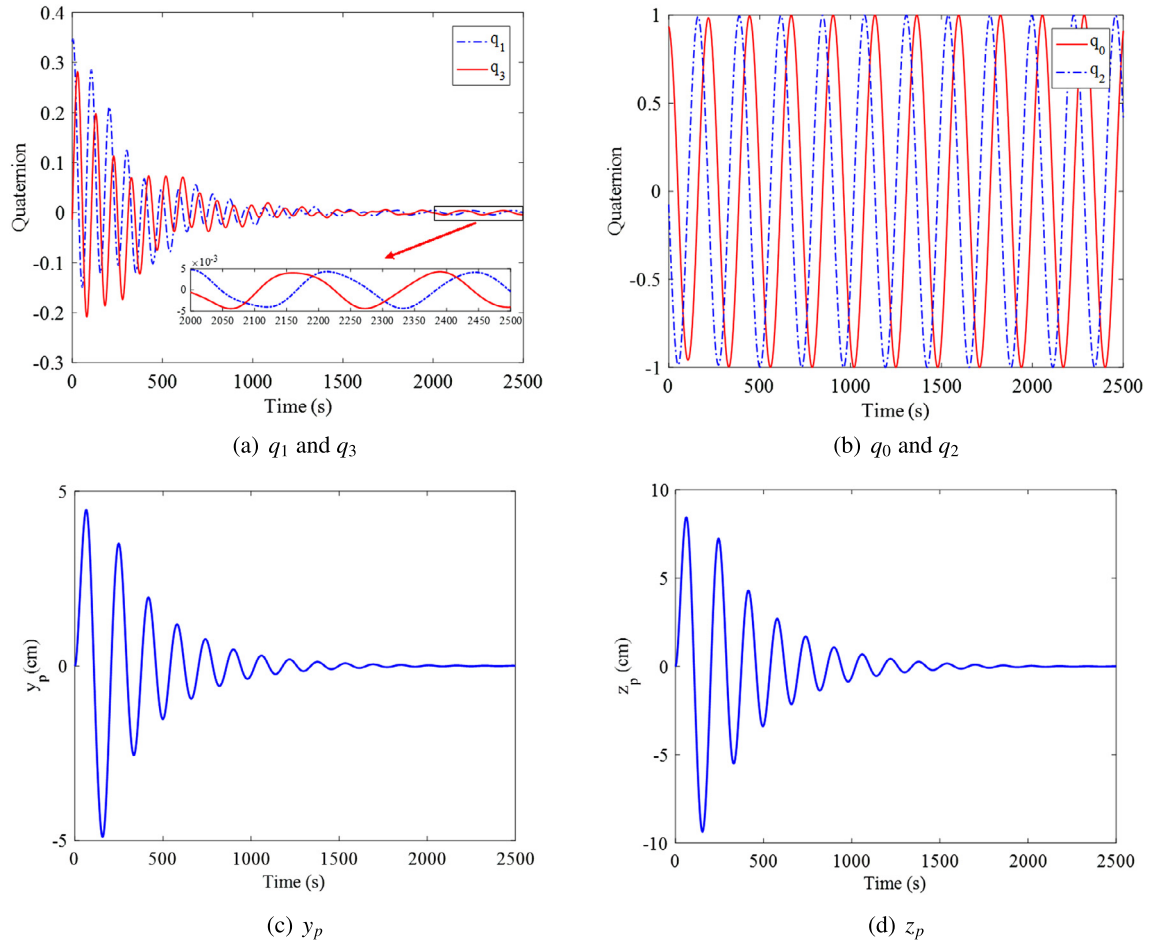 0.4
0.3
0.2
0.1
0
-0.1
-0.2
-0.3
Quaternion
q1
q3
×10-3
5
0
-5
2000 2050 2100 2150 2200 2250 2300 2350 2400 2450 2500
0 500 1000 1500 2000 2500
Time (s)
(a) q1 and q3
1
0.5
0
-0.5
-1
Quaternion
q0
q2
0 500 1000 1500 2000 2500
Time (s)
(b) q0 and q2
5
0
-5
yp(cm)
0 500 1000 1500 2000 2500
Time (s)
(c) yp
10
5
0
-5
-10
zp(cm)
0 500 1000 1500 2000 2500
Time (s)
(d) zp